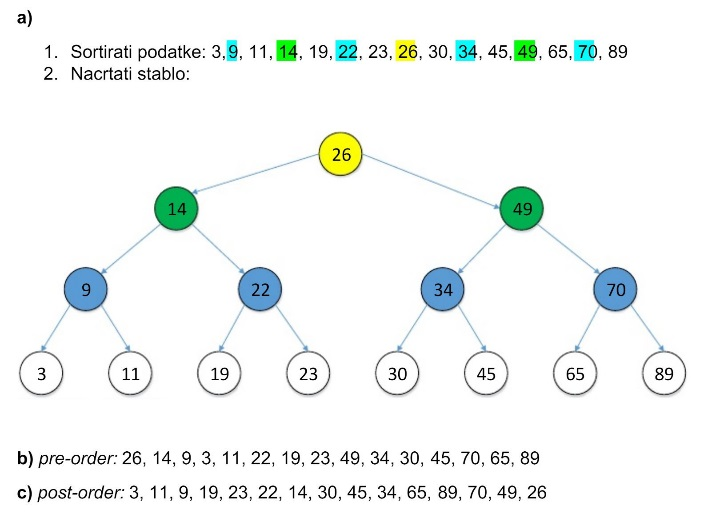 a)
1. Sortirati podatke: 3,9, 11, 14, 19, 22, 23, 26, 30, 34, 45, 49, 65, 70, 89
2. Nacrtati stablo:
26
14 49
9 22 34 70
3 11 19 23 30 45 65 89
b) pre-order: 26, 14, 9, 3, 11, 22, 19, 23, 49, 34, 30, 45, 70, 65, 89
c) post-order: 3, 11, 9, 19, 23, 22, 14, 30, 45, 34, 65, 89, 70, 49, 26